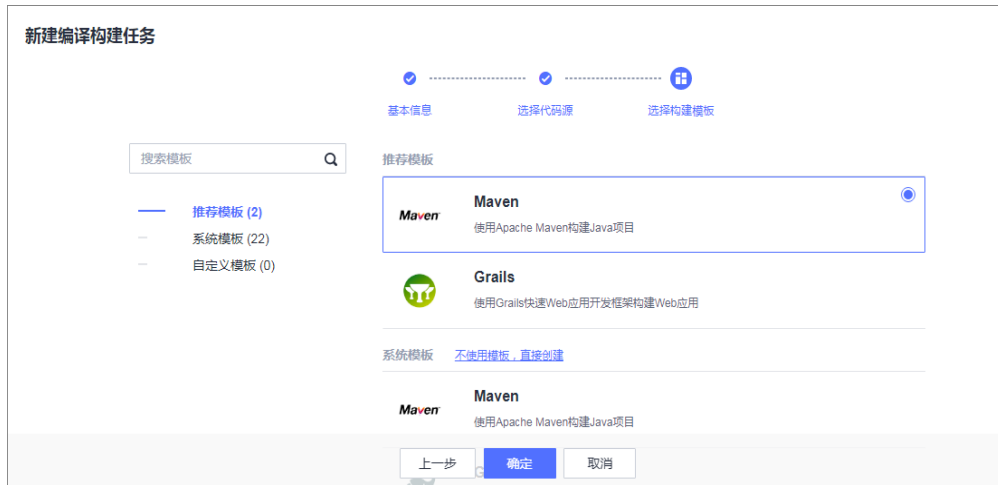 新建编译构建任务
基本信息
选择代码源
选择构建模板
搜索模板
推荐模板 (2)
系统模板 (22)
自定义模板 (0)
推荐模板
Maven
Maven
使用Apache Maven构建Java项目
Grails
使用Grails快速Web应用开发框架构建Web应用
系统模板 不使用模板，直接创建
Maven
Maven
使用Apache Maven构建Java项目
上一步 确定 取消